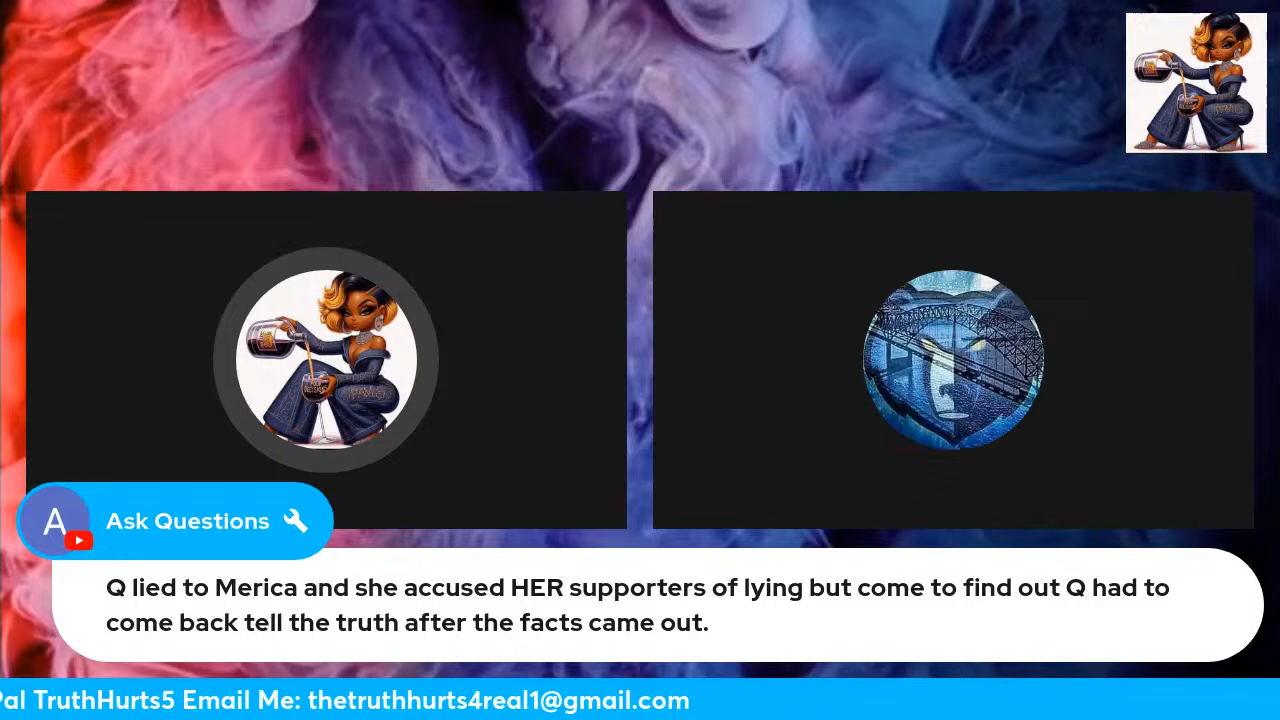 A Ask Questions
Q lied to Merica and she accused HER supporters of lying but come to find out Q had to
come back tell the truth after the facts came out.
Pal TruthHurts5 Email Me: thetruthhurts4real1@gmail.com